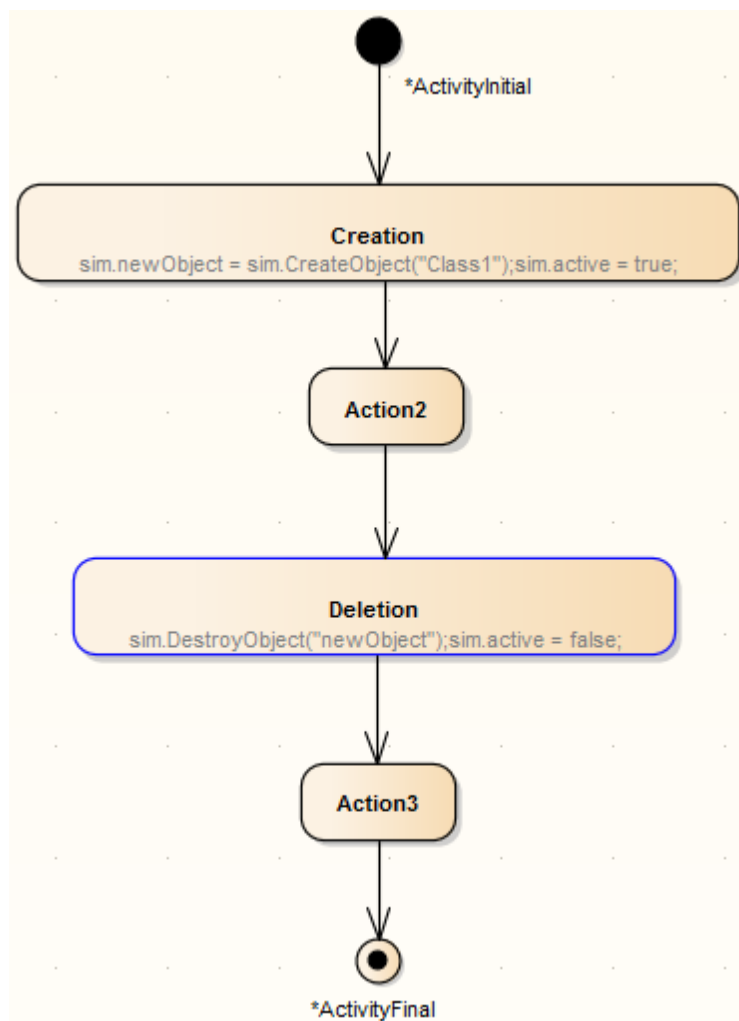 *ActivityInitial
Creation
sim.newObject = sim.CreateObject("Class1");sim.active = true;
Action2
Deletion
sim.DestroyObject("newObject");sim.active = false;
Action3
*ActivityFinal